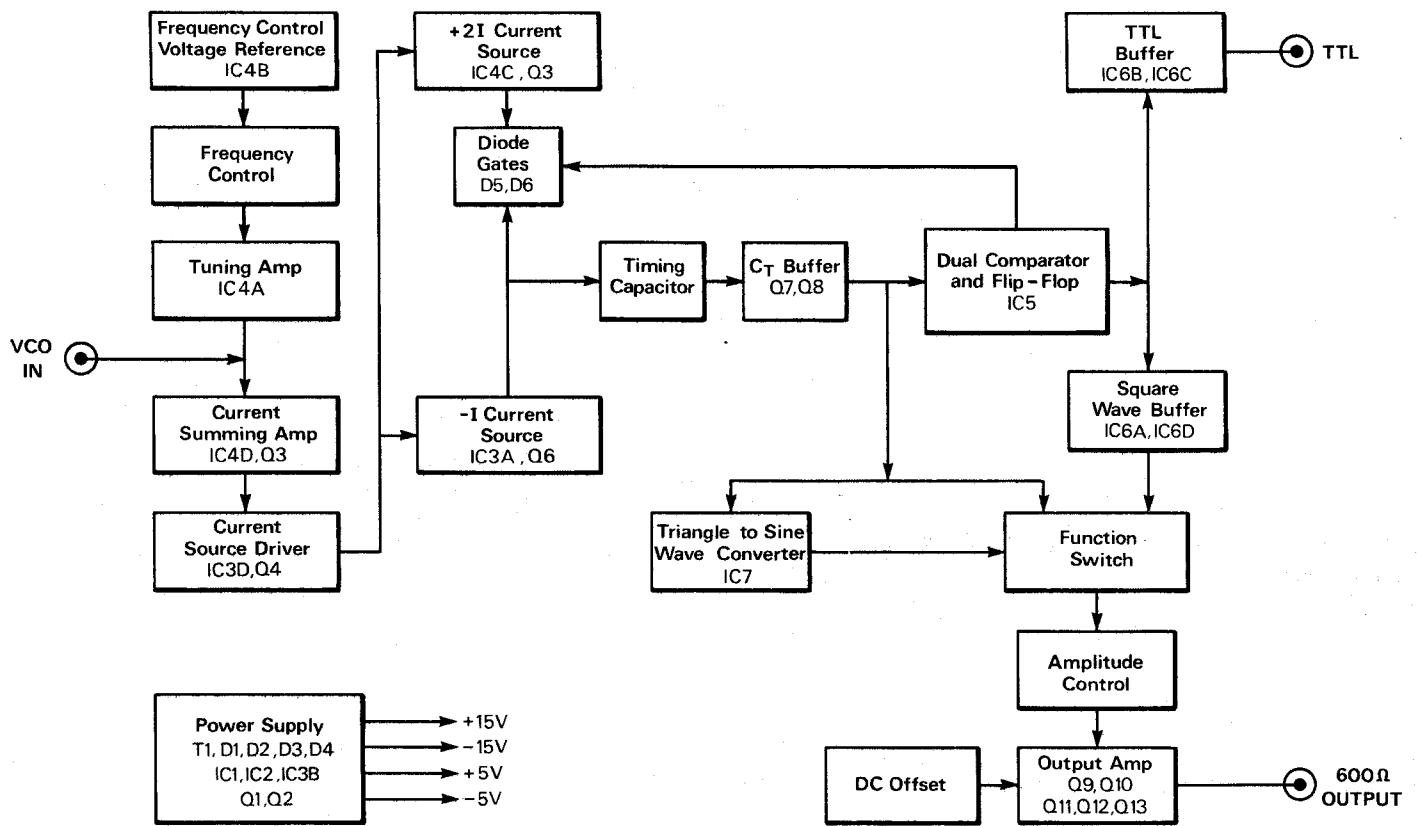 Frequency Control
Voltage Reference
IC4B
Frequency
Control
Tuning Amp
IC4A
VCO
IN
Current
Summing Amp
IC4D, Q3
Current
Source Driver
IC3D, Q4
+2I Current
Source
IC4C, Q3
Diode
Gates
D5, D6
-I Current
Source
IC3A, Q6
Timing
Capacitor
CT Buffer
Q7, Q8
Dual Comparator
and Flip-Flop
IC5
TTL
Buffer
IC6B, IC6C
TTL
Square
Wave Buffer
IC6A, IC6D
Triangle to Sine
Wave Converter
IC7
Function
Switch
Amplitude
Control
DC Offset
Output Amp
Q9, Q10
Q11, Q12, Q13
600Ω
OUTPUT
Power Supply
T1, D1, D2, D3, D4
IC1, IC2, IC3B
Q1, Q2
+15V
-15V
+5V
-5V